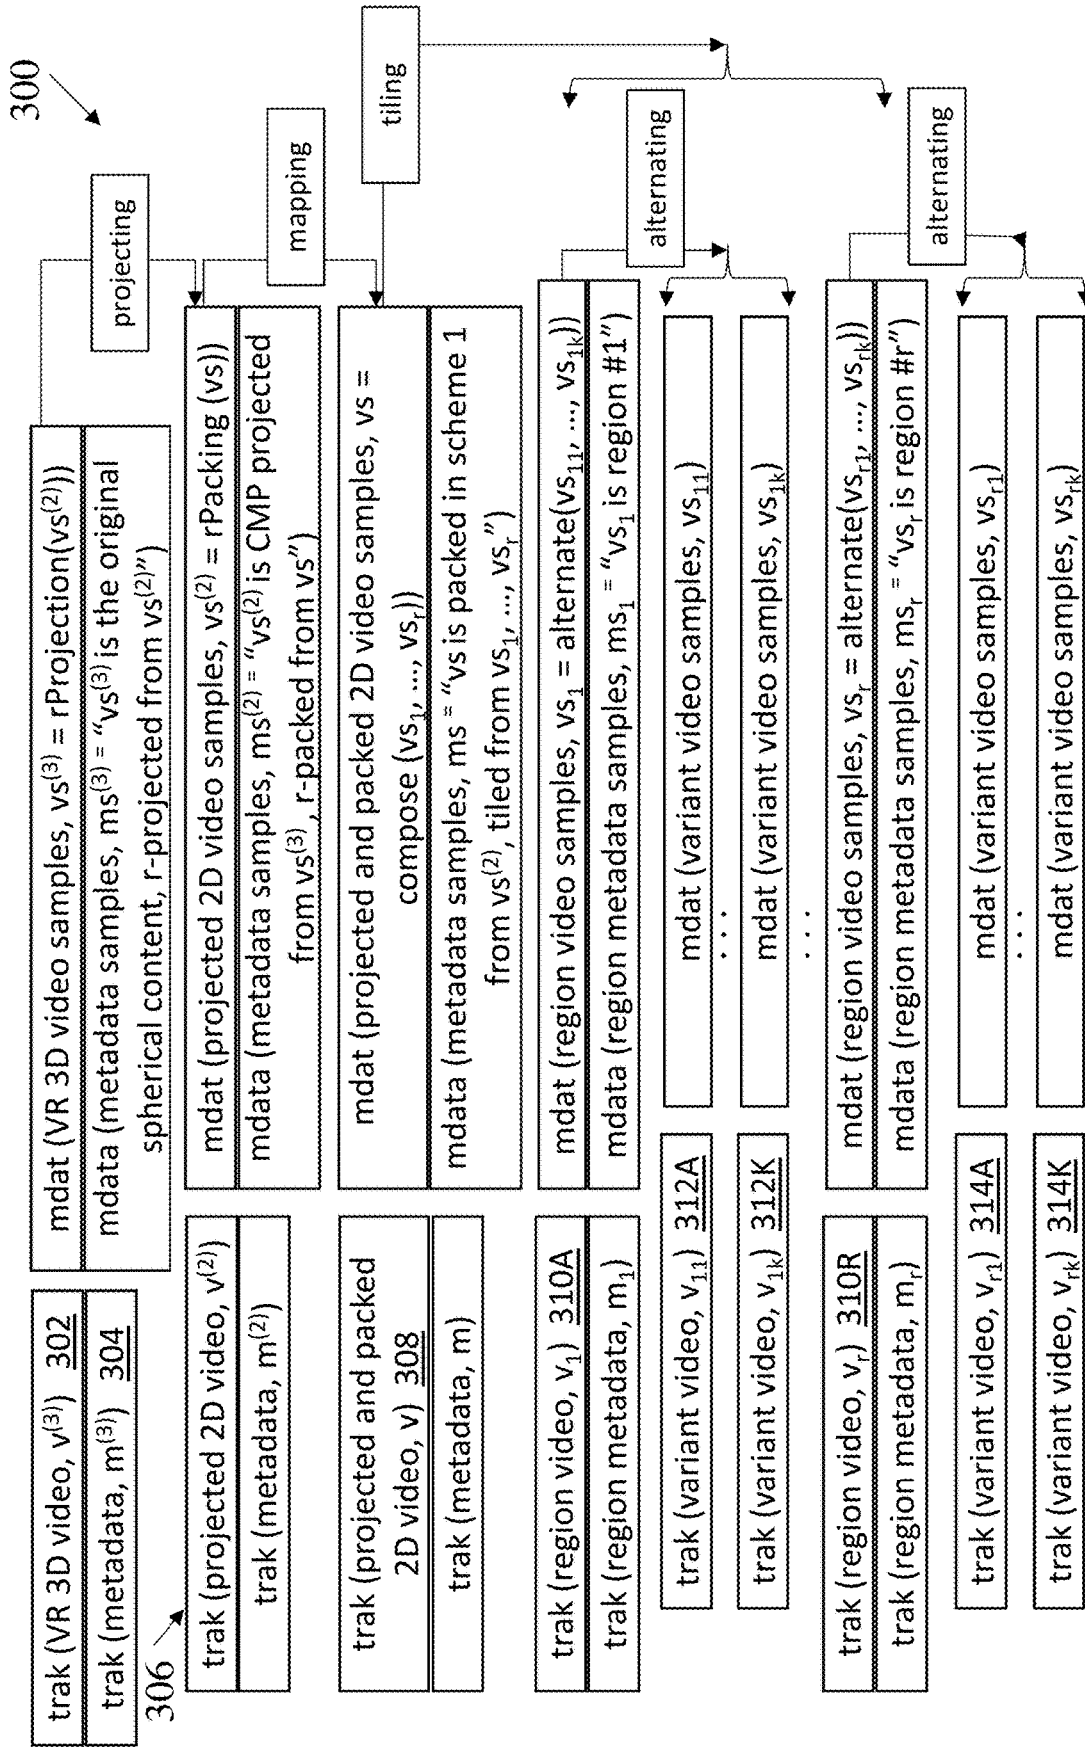 300
trak (VR 3D video, v(3)) 302
trak (metadata, m(3)) 304
mdat (VR 3D video samples, vs(3) = rProjection(vs(2)))
mdata (metadata samples, ms(3) = “vs(3) is the original
spherical content, r-projected from vs(2)”)
projecting
306
trak (projected 2D video, v(2))
trak (metadata, m(2))
mdat (projected 2D video samples, vs(2) = rPacking (vs))
mdata (metadata samples, ms(2) = “vs(2) is CMP projected
from vs(3), r-packed from vs”)
mapping
trak (projected and packed
2D video, v) 308
trak (metadata, m)
mdat (projected and packed 2D video samples, vs =
compose (vs1, ..., vsr))
mdata (metadata samples, ms = “vs is packed in scheme 1
from vs(2), tiled from vs1, ..., vsr”)
tiling
trak (region video, v1) 310A
trak (region metadata, m1)
mdat (region video samples, vs1 = alternate(vs11, ..., vs1k))
mdata (region metadata samples, ms1 = “vs1 is region #1”)
alternating
trak (variant video, v11) 312A
mdat (variant video samples, vs11)
...
trak (variant video, v1k) 312K
mdat (variant video samples, vs1k)
...
trak (region video, vr) 310R
trak (region metadata, mr)
mdat (region video samples, vsr = alternate(vsr1, ..., vsrk))
mdata (region metadata samples, msr = “vsr is region #r”)
alternating
trak (variant video, vr1) 314A
mdat (variant video samples, vsr1)
...
trak (variant video, vrk) 314K
mdat (variant video samples, vsrk)